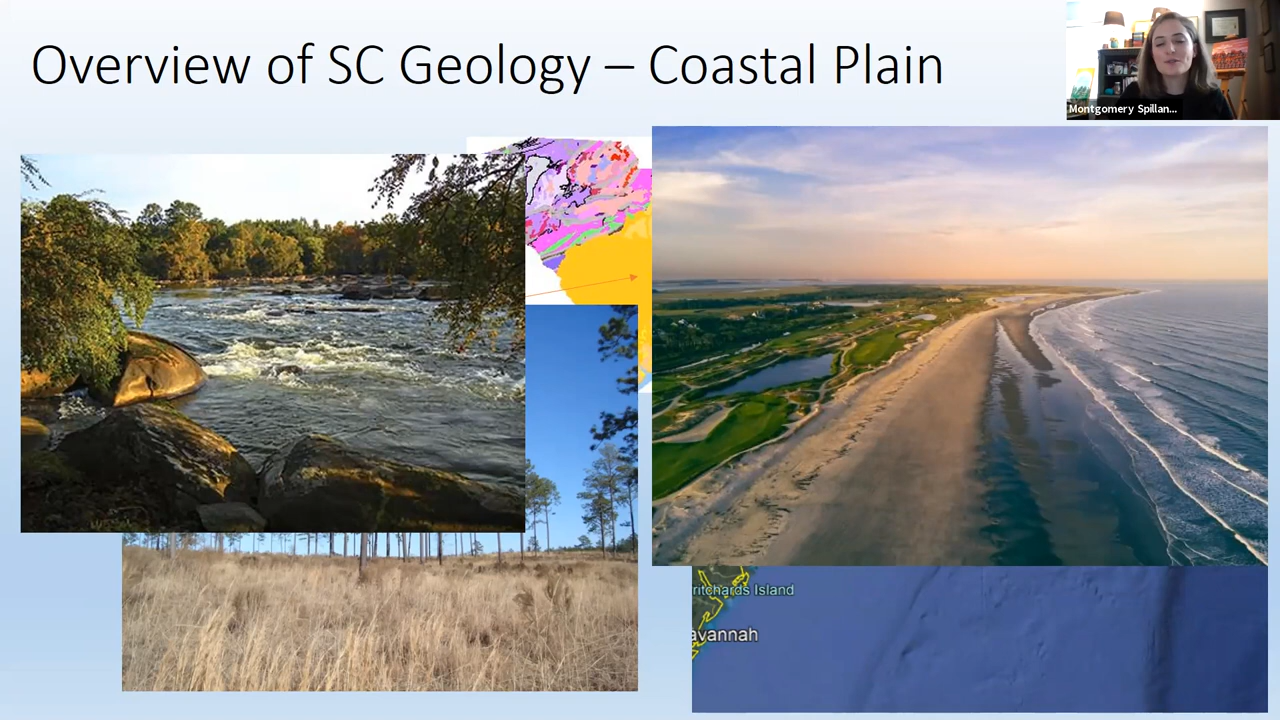 Overview of SC Geology – Coastal Plain
Montgomery Spillan...
ritchards Island
avannah